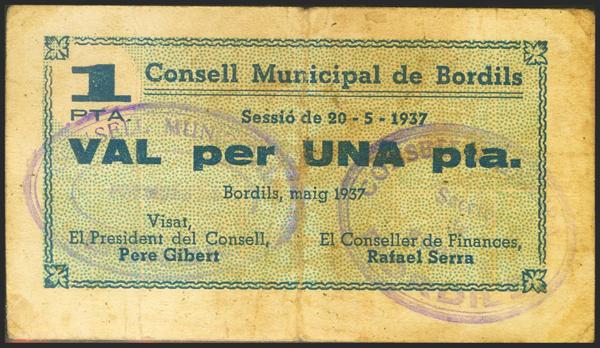 1
PTA.
Consell Municipal de Bordils
Sessió de 20 - 5 - 1937
VAL per UNA pta.
Bordils, maig 1937
Visat,
El President del Consell,
Pere Gibert
El Conseller de Finances,
Rafael Serra